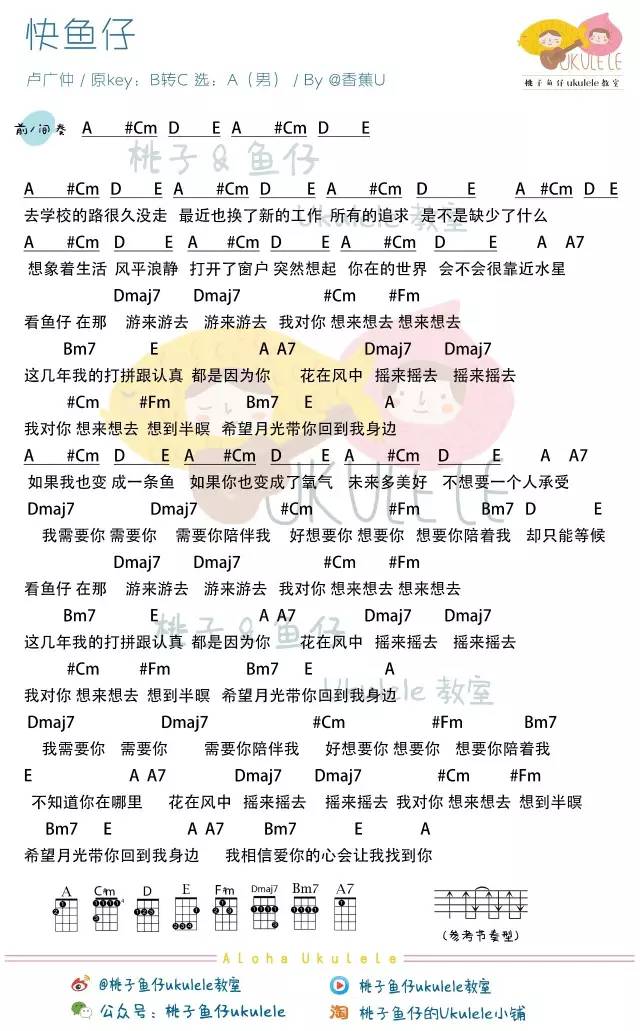 快鱼仔
卢广仲 / 原key：B转C 选：A（男） / By @香蕉U
UKULELE
桃子鱼仔ukulele教室
前/间奏 A #Cm D E A #Cm D E
桃子 & 鱼仔
Ukulele 教室
A #Cm D E A #Cm D E A #Cm D E A #Cm D E
去学校的路很久没走 最近也换了新的工作 所有的追求 是不是缺少了什么
A #Cm D E A #Cm D E A #Cm D E A A7
想象着生活 风平浪静 打开了窗户 突然想起 你在的世界 会不会很靠近水星
Dmaj7 Dmaj7 #Cm #Fm
看鱼仔 在那 游来游去 游来游去 我对你 想来想去 想来想去
Bm7 E A A7 Dmaj7 Dmaj7
这几年我的打拼跟认真 都是因为你 花在风中 摇来摇去 摇来摇去
#Cm #Fm Bm7 E A
我对你 想来想去 想到半暝 希望月光带你回到我身边
A #Cm D E A #Cm D E A #Cm D E A A7
如果我也变 成一条鱼 如果你也变成了氧气 未来多美好 不想要一个人承受
UKULELE
Dmaj7 Dmaj7 #Cm #Fm Bm7 D E
我需要你 需要你 需要你陪伴我 好想要你 想要你 想要你陪着我 却只能等候
Dmaj7 Dmaj7 #Cm #Fm
看鱼仔 在那 游来游去 游来游去 我对你 想来想去 想来想去
Bm7 E A A7 Dmaj7 Dmaj7
桃子 & 鱼仔
这几年我的打拼跟认真 都是因为你 花在风中 摇来摇去 摇来摇去
#Cm #Fm Bm7 E A
Ukulele 教室
我对你 想来想去 想到半暝 希望月光带你回到我身边
Dmaj7 Dmaj7 #Cm #Fm Bm7
我需要你 需要你 需要你陪伴我 好想要你 想要你 想要你陪着我
E A A7 Dmaj7 Dmaj7 #Cm #Fm
不知道你在哪里 花在风中 摇来摇去 摇来摇去 我对你 想来想去 想到半暝
Bm7 E A A7 Bm7 E A
希望月光带你回到我身边 我相信爱你的心会让我找到你
A C#m D E F#m Dmaj7 Bm7 A7
(参考节奏型)
Aloha Ukulele
@桃子鱼仔ukulele教室 桃子鱼仔ukulele教室
公众号：桃子鱼仔ukulele 淘 桃子鱼仔的Ukulele小铺